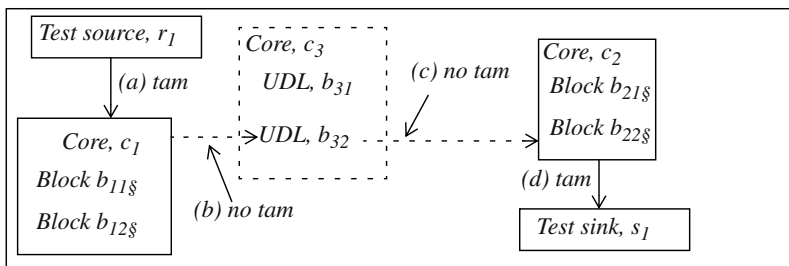 Test source, r1
(a) tam
Core, c1
Block b11§
Block b12§
(b) no tam
Core, c3
UDL, b31
UDL, b32
(c) no tam
Core, c2
Block b21§
Block b22§
(d) tam
Test sink, s1